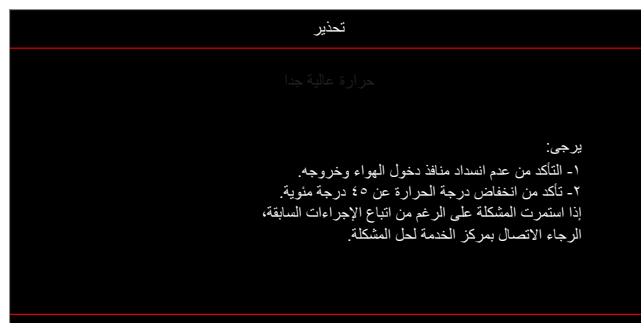 تحذير
حرارة عالية جدا
يرجى:
١- التأكد من عدم انسداد منافذ دخول الهواء وخروجه.
٢- تأكد من انخفاض درجة الحرارة عن ٤٥ درجة مئوية.
إذا استمرت المشكلة على الرغم من اتباع الإجراءات السابقة،
الرجاء الاتصال بمركز الخدمة لحل المشكلة.